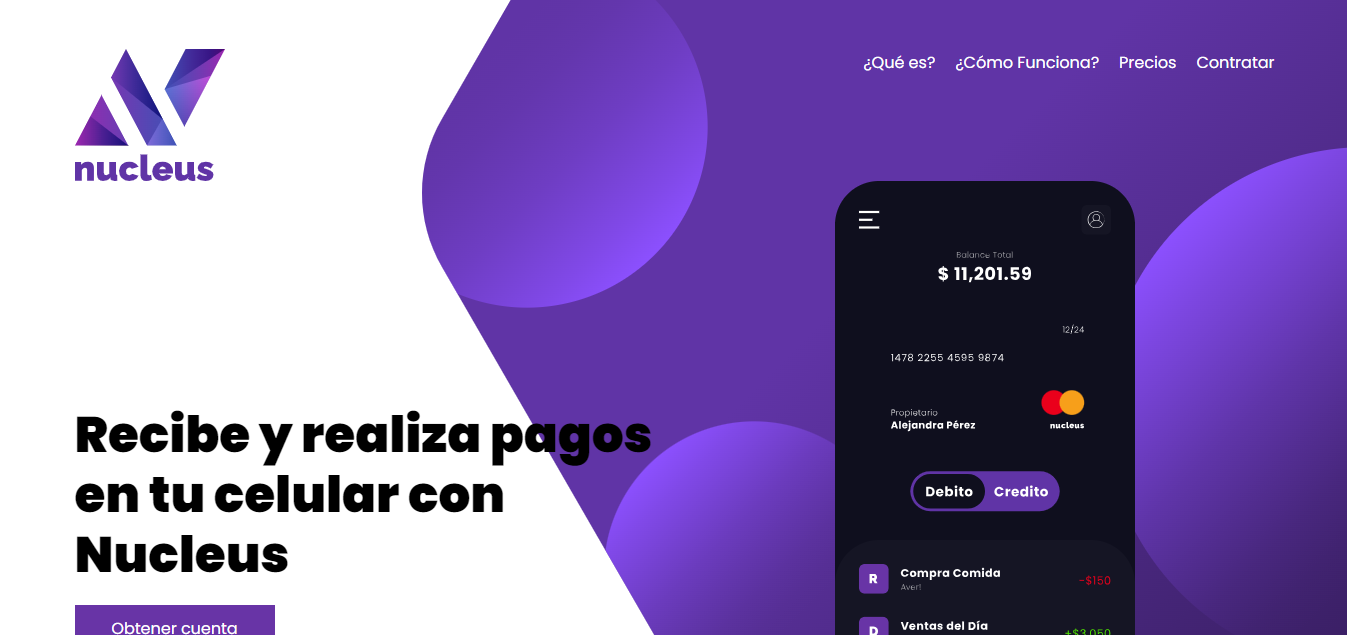 nucleus
¿Qué es? ¿Cómo Funciona? Precios Contratar
Recibe y realiza pagos
en tu celular con
Nucleus
Obtener cuenta
Balance Total
$ 11,201.59
12/24
1478 2255 4595 9874
Propietario
Alejandra Pérez
nucleus
Debito Credito
R
Compra Comida
-$150
Averl
D
Ventas del Día
+$3,050